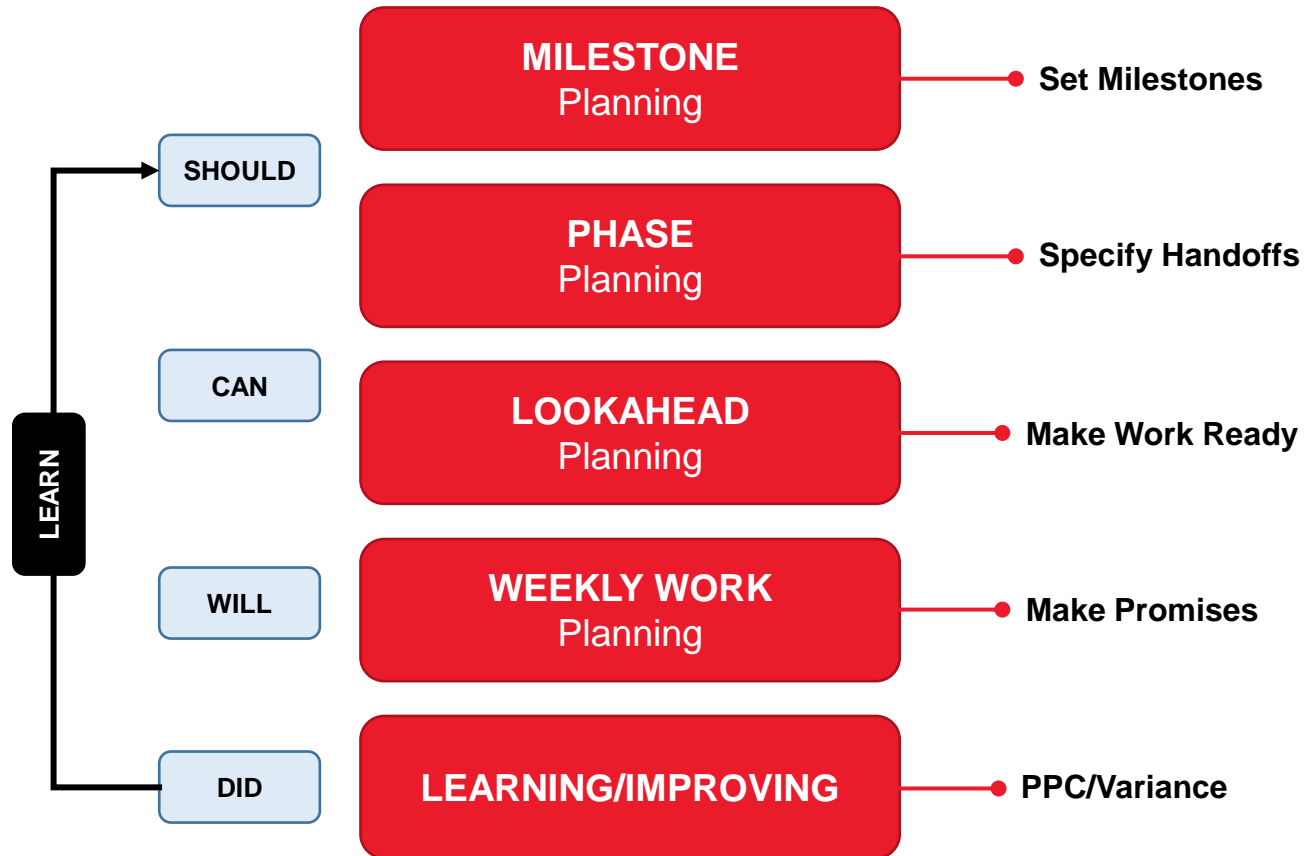 MILESTONE
Planning
Set Milestones
SHOULD
PHASE
Planning
Specify Handoffs
CAN
LOOKAHEAD
Planning
Make Work Ready
LEARN
WILL
WEEKLY WORK
Planning
Make Promises
DID
LEARNING/IMPROVING
PPC/Variance